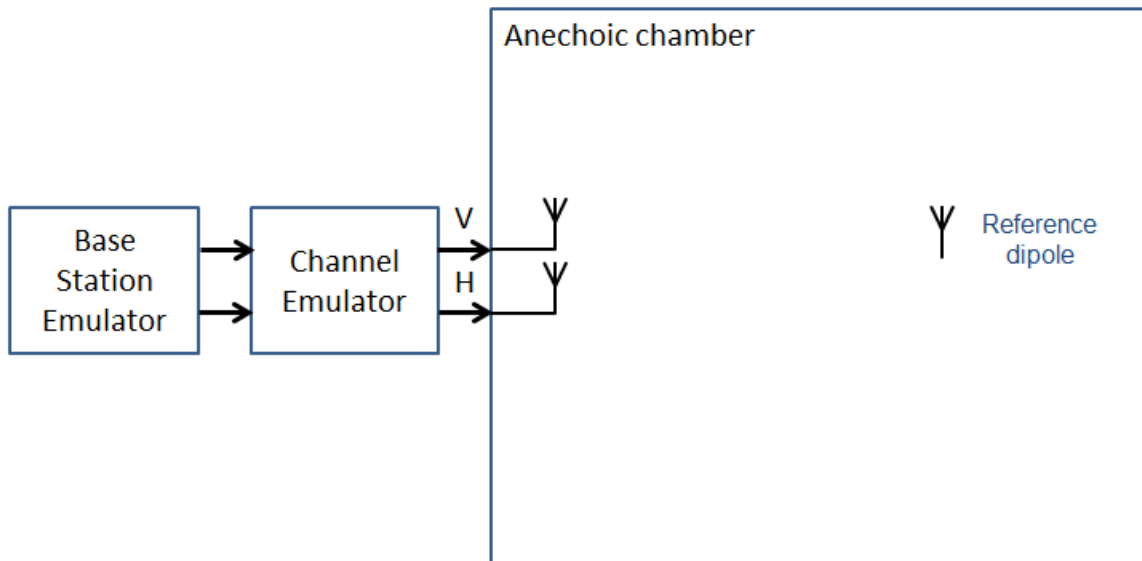 Anechoic chamber
Base
Station
Emulator
Channel
Emulator
V
H
Reference
dipole